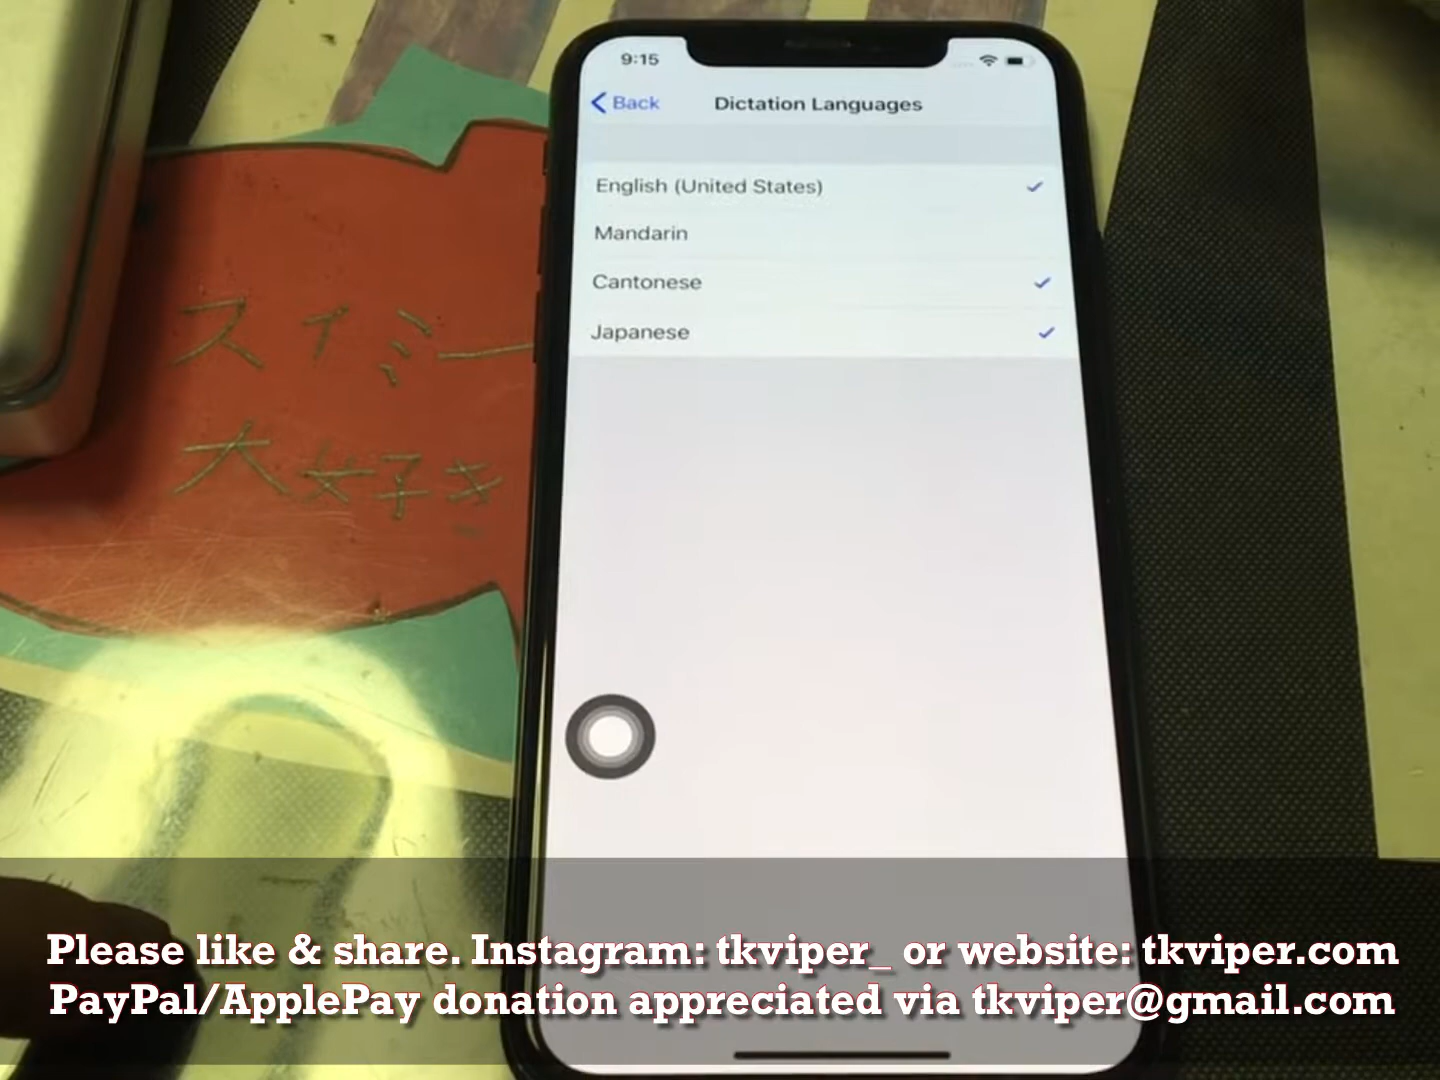 9:15
Back
Dictation Languages
English (United States)
Mandarin
Cantonese
Japanese
スイミー
大好き
Please like & share. Instagram: tkviper_ or website: tkviper.com
PayPal/ApplePay donation appreciated via tkviper@gmail.com